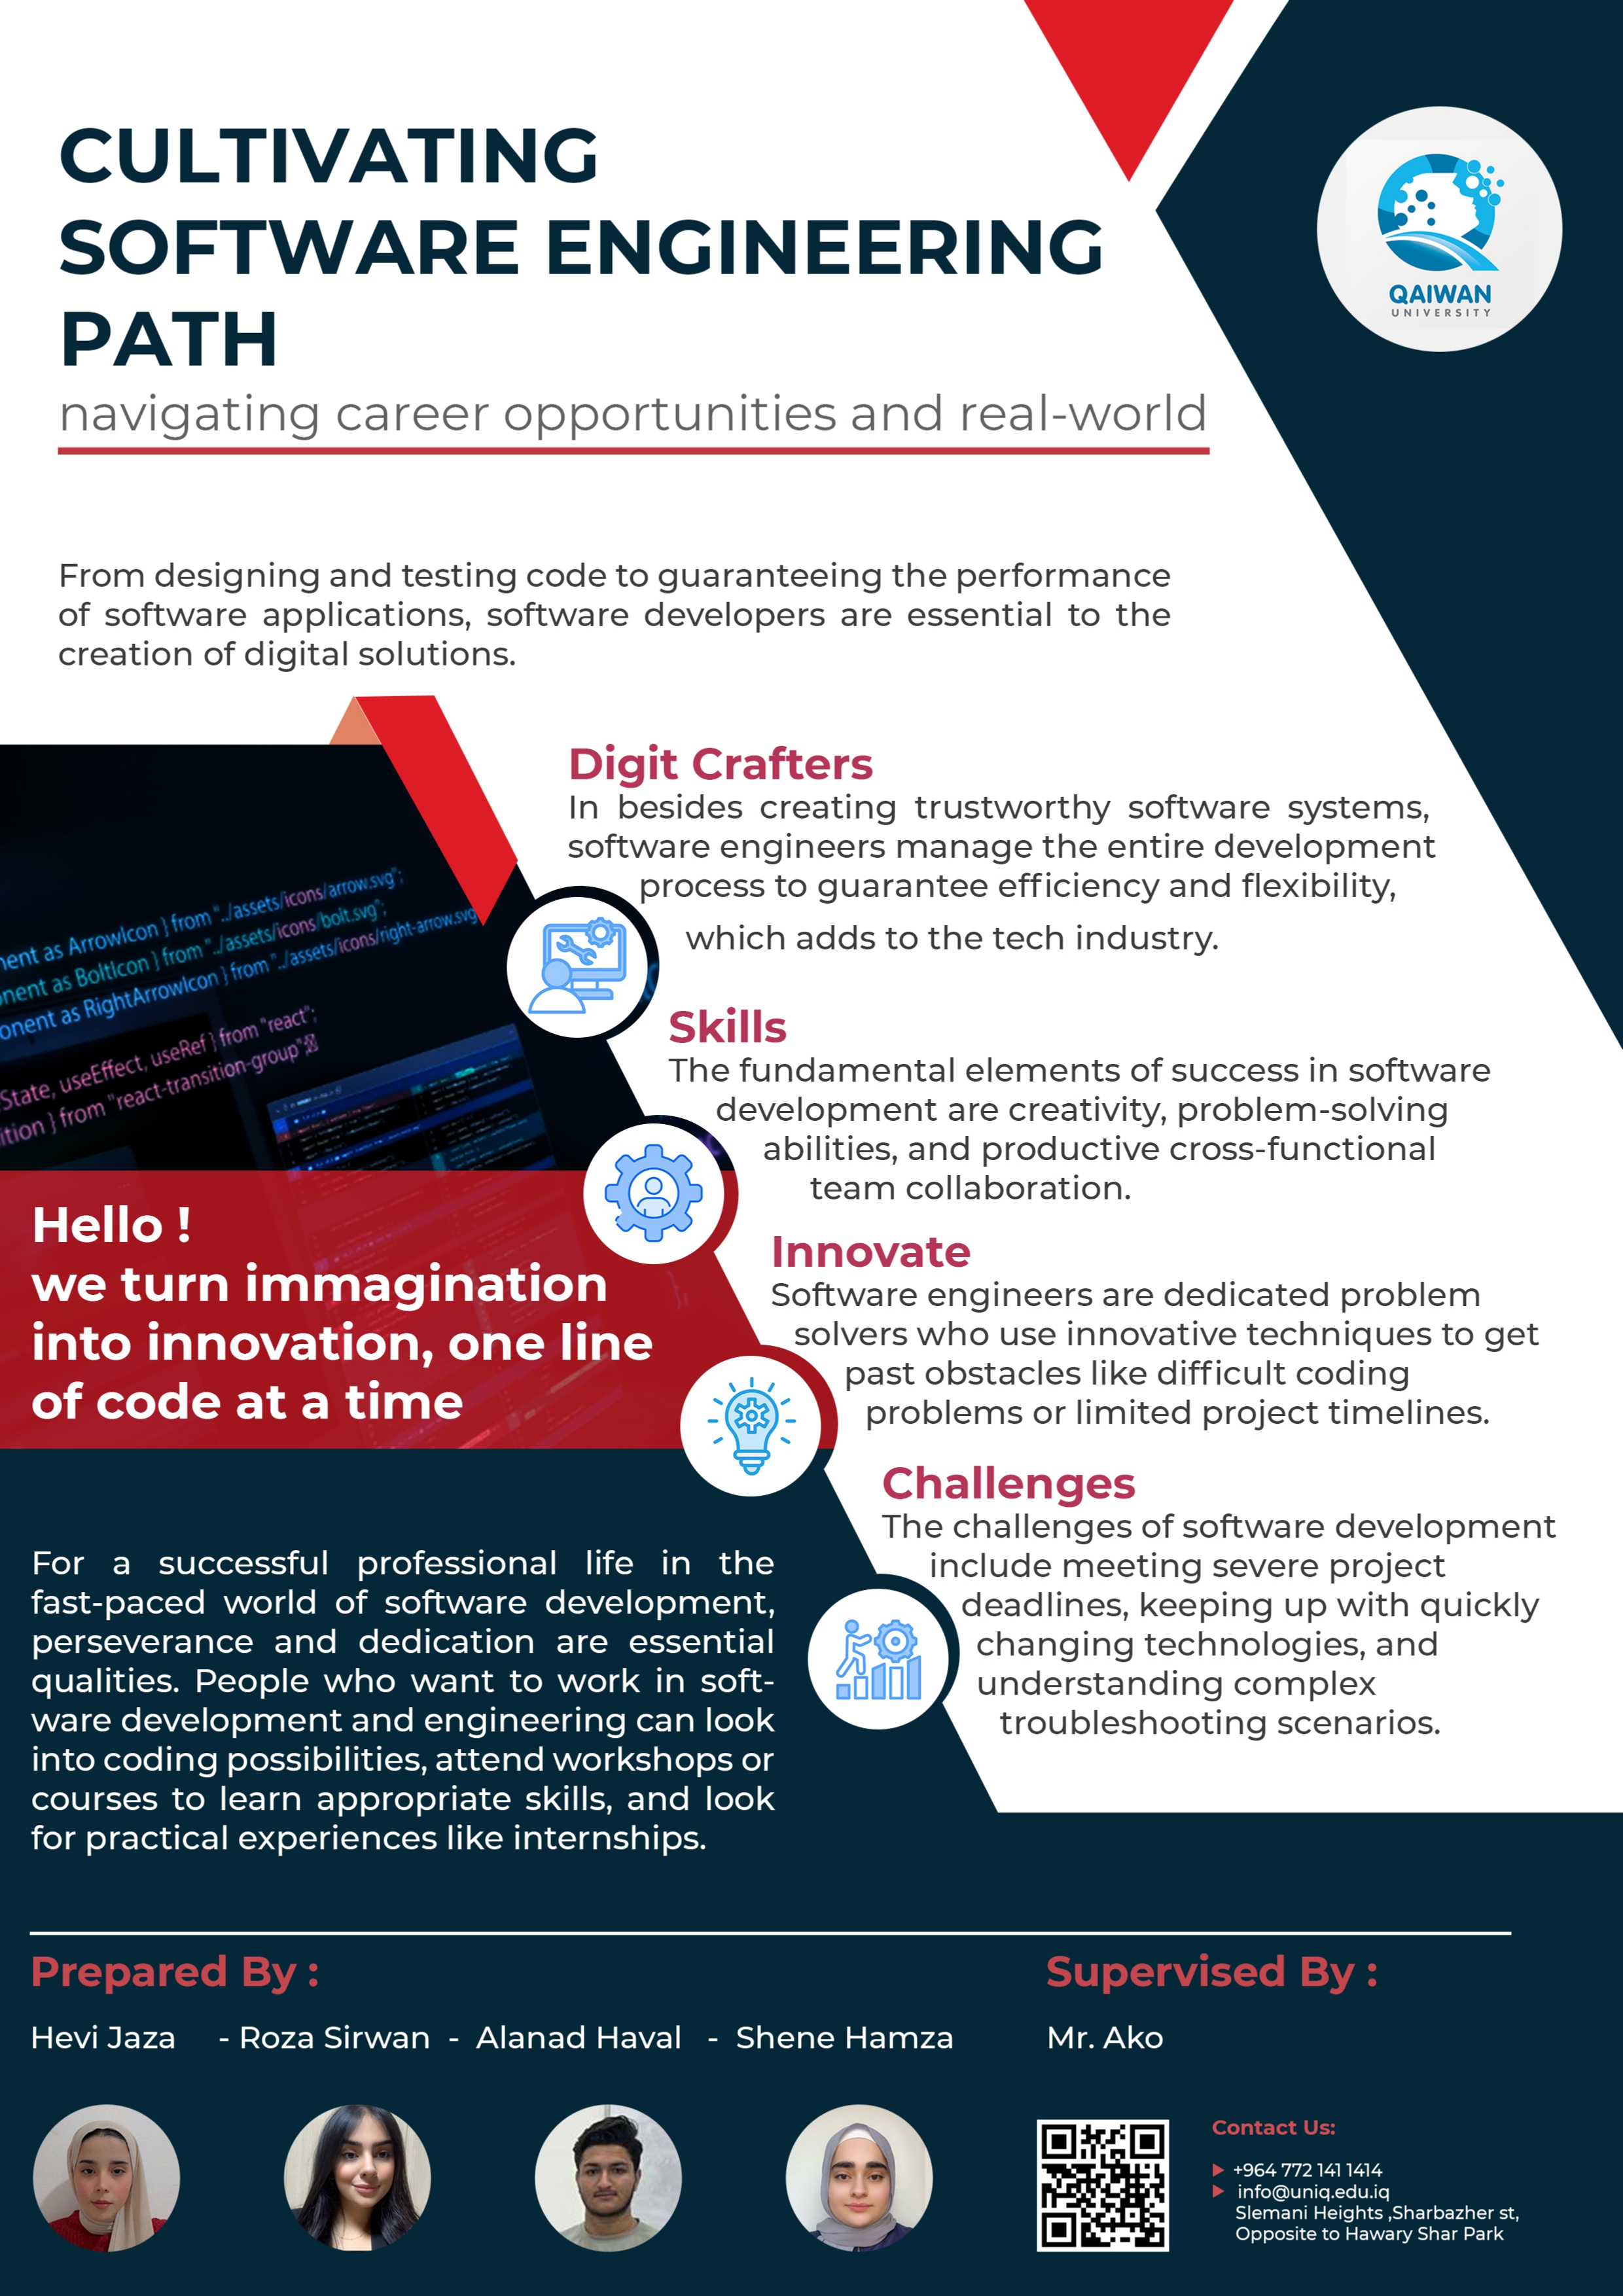 CULTIVATING
SOFTWARE ENGINEERING
PATH
navigating career opportunities and real-world
QAIWAN
UNIVERSITY
From designing and testing code to guaranteeing the performance
of software applications, software developers are essential to the
creation of digital solutions.
Digit Crafters
In besides creating trustworthy software systems,
software engineers manage the entire development
process to guarantee efficiency and flexibility,
which adds to the tech industry.
nent as ArrowIcon } from "../assets/icons/arrow.svg";
onent as BoltIcon } from "../assets/icons/bolt.svg";
onent as RightArrowIcon } from "../assets/icons/right-arrow.svg
State, useEffect, useRef } from "react";
ition } from "react-transition-group";
Skills
The fundamental elements of success in software
development are creativity, problem-solving
abilities, and productive cross-functional
team collaboration.
Hello !
we turn immagination
into innovation, one line
of code at a time
Innovate
Software engineers are dedicated problem
solvers who use innovative techniques to get
past obstacles like difficult coding
problems or limited project timelines.
Challenges
The challenges of software development
include meeting severe project
deadlines, keeping up with quickly
changing technologies, and
understanding complex
troubleshooting scenarios.
For a successful professional life in the
fast-paced world of software development,
perseverance and dedication are essential
qualities. People who want to work in soft-
ware development and engineering can look
into coding possibilities, attend workshops or
courses to learn appropriate skills, and look
for practical experiences like internships.
Prepared By :
Hevi Jaza - Roza Sirwan - Alanad Haval - Shene Hamza
Supervised By :
Mr. Ako
Contact Us:
+964 772 141 1414
info@uniq.edu.iq
Slemani Heights ,Sharbazher st,
Opposite to Hawary Shar Park